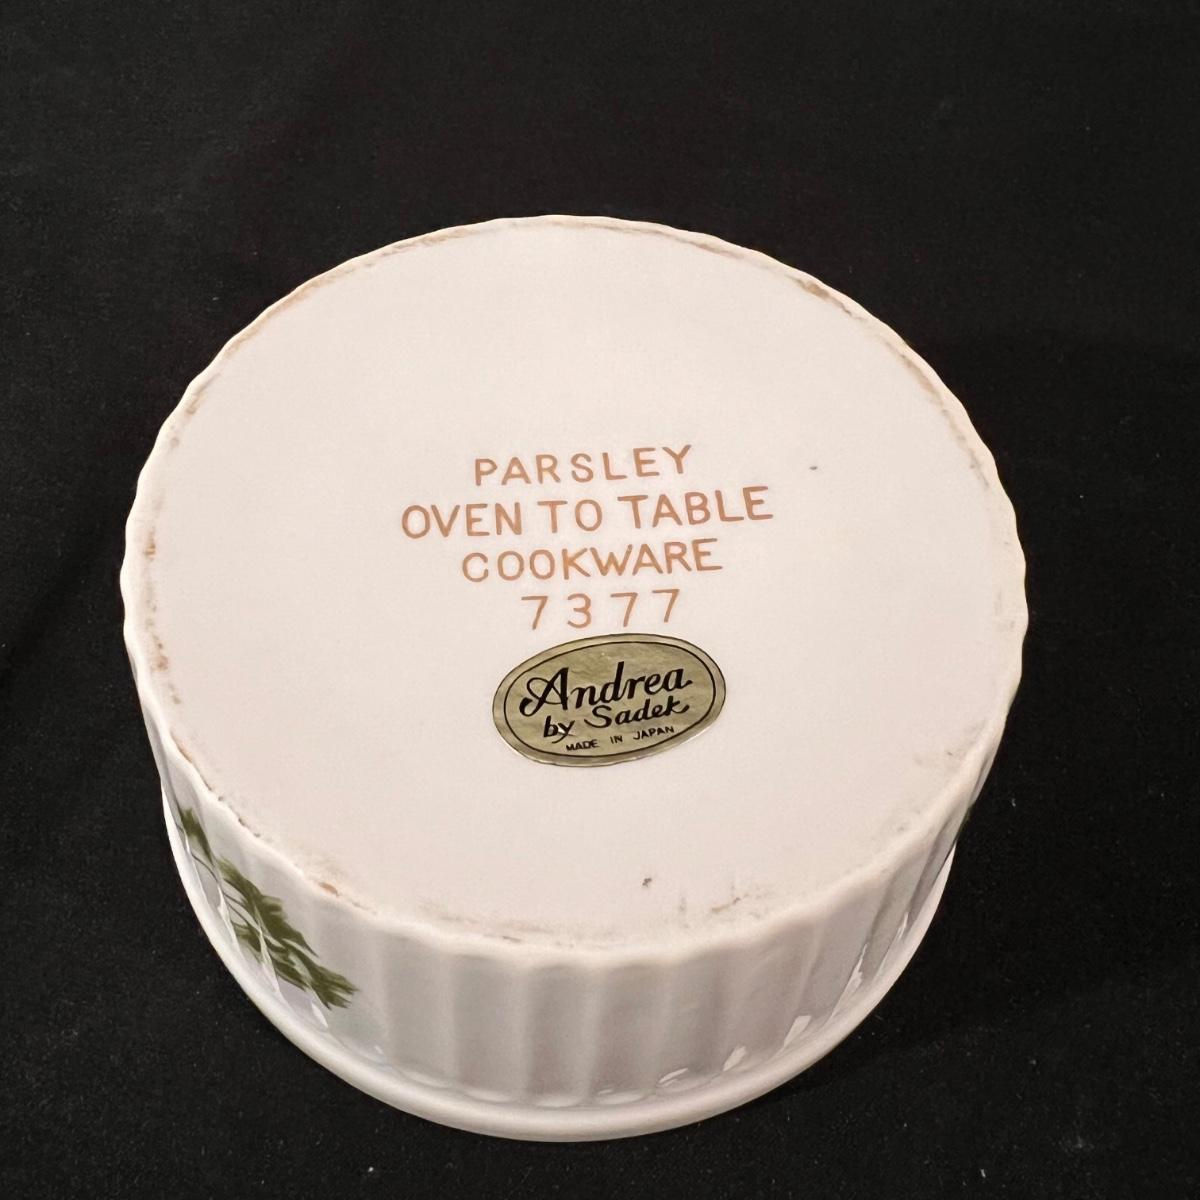 PARSLEY
OVEN TO TABLE
COOKWARE
7377
Andrea
by Sadek
MADE IN JAPAN